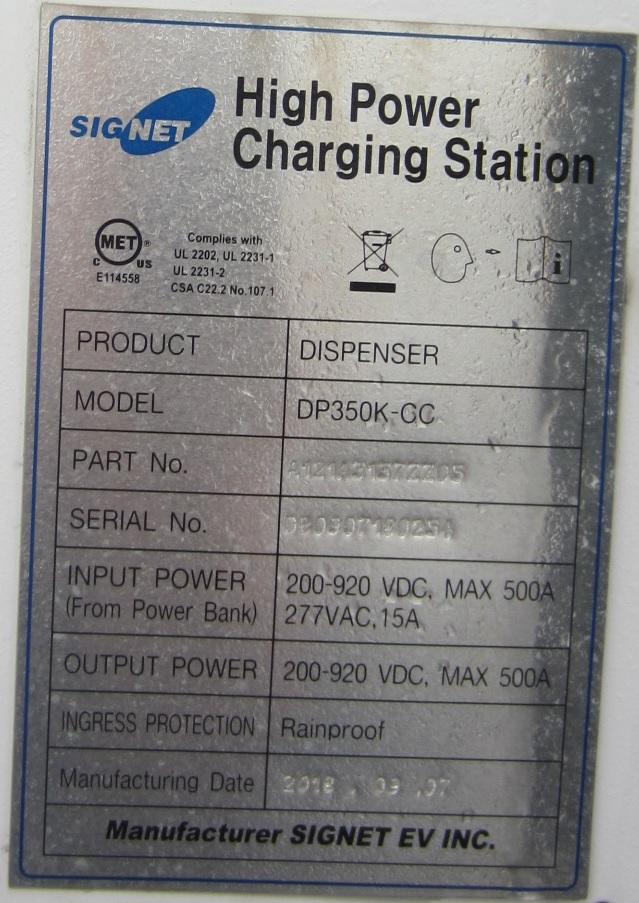 SIGNET
High Power
Charging Station
MET
C US
E114558
Complies with
UL 2202, UL 2231-1
UL 2231-2
CSA C22.2 No.107.1
i
PRODUCT DISPENSER
MODEL DP350K-CC
PART No.
SERIAL No.
INPUT POWER 200-920 VDC, MAX 500A
(From Power Bank) 277VAC,15A
OUTPUT POWER 200-920 VDC, MAX 500A
INGRESS PROTECTION Rainproof
Manufacturing Date 2018 . 09 .07
Manufacturer SIGNET EV INC.